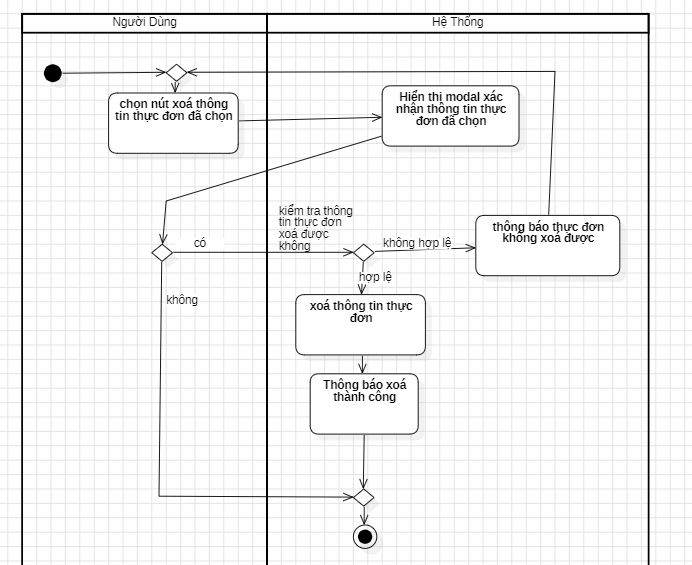 Người Dùng
Hệ Thống
chọn nút xoá thông
tin thực đơn đã chọn
Hiển thị modal xác
nhận thông tin thực
đơn đã chọn
kiểm tra thông
tin thực đơn
xoá được
không
có
không hợp lệ
thông báo thực đơn
không xoá được
hợp lệ
không
xoá thông tin thực
đơn
Thông báo xoá
thành công